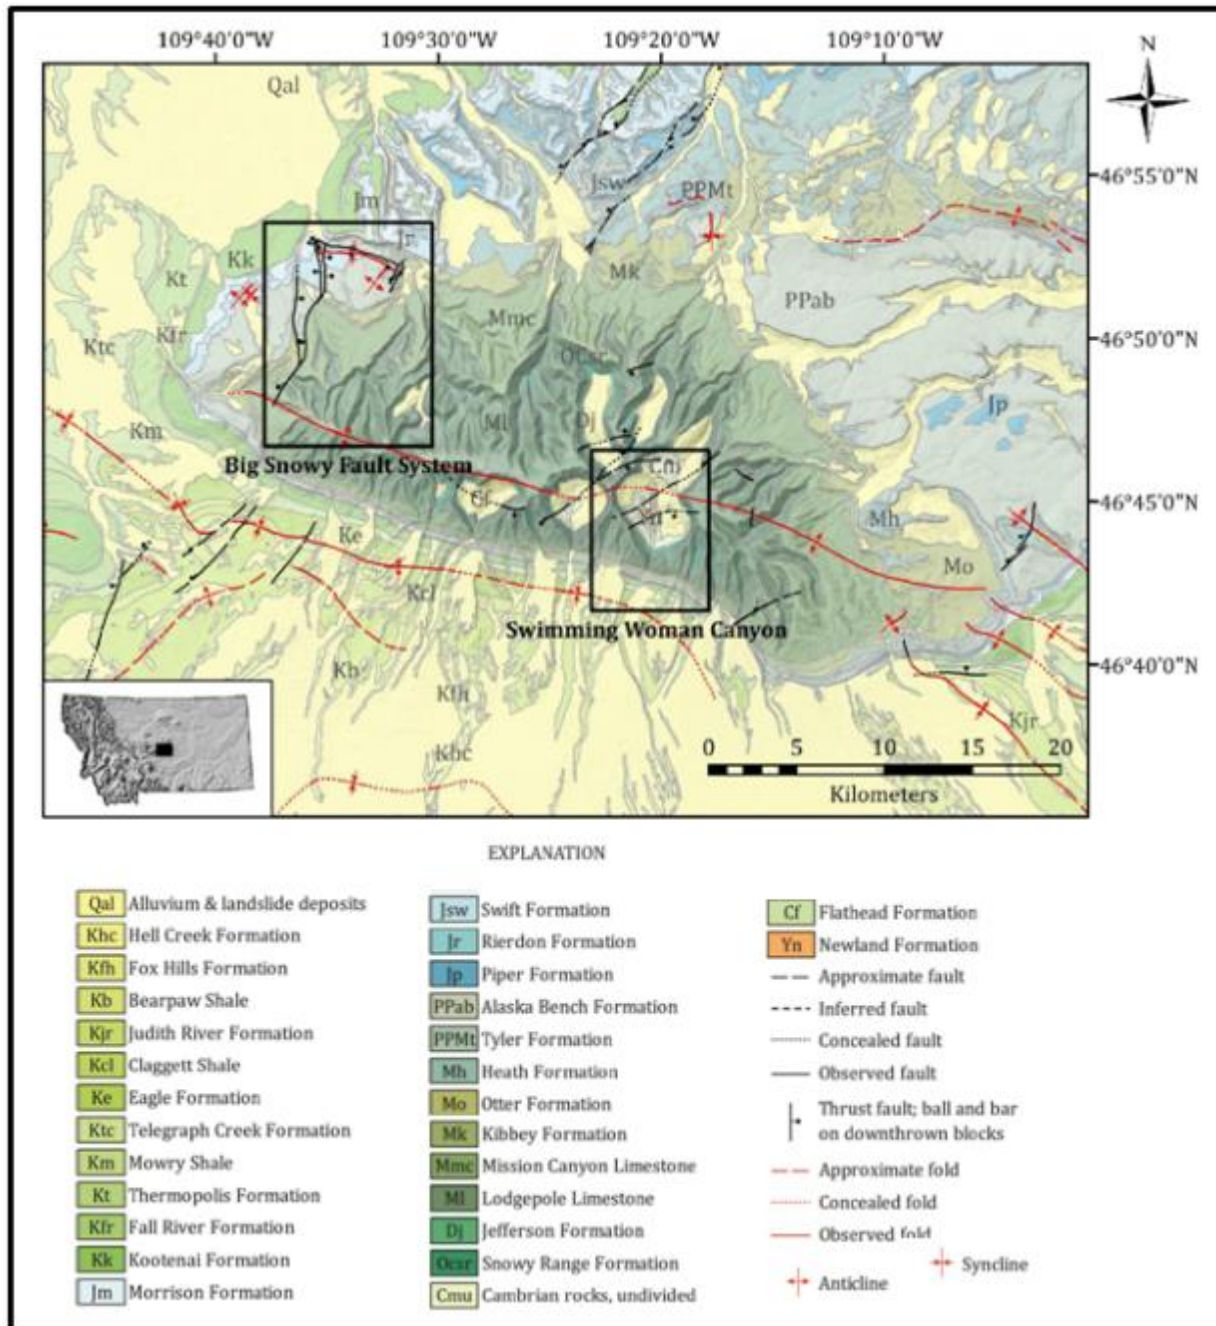 109°40'0"W 109°30'0"W 109°20'0"W 109°10'0"W
N
Qal
46°55'0"N
Jsw
PPMt
Jm
Jr
Kk
Kt
Mk
PPab
Mmc
Kfr
Ktc
46°50'0"N
Ocsr
Jp
Ml
Dj
Km
Big Snowy Fault System
Cmu
46°45'0"N
Cf
Yn
Mh
Ke
Mo
Kcl
Swimming Woman Canyon
46°40'0"N
Kb
Kfh
Kjr
Khc
0 5 10 15 20
Kilometers
EXPLANATION
Qal Alluvium & landslide deposits
Khc Hell Creek Formation
Kfh Fox Hills Formation
Kb Bearpaw Shale
Kjr Judith River Formation
Kcl Claggett Shale
Ke Eagle Formation
Ktc Telegraph Creek Formation
Km Mowry Shale
Kt Thermopolis Formation
Kfr Fall River Formation
Kk Kootenai Formation
Jm Morrison Formation
Jsw Swift Formation
Jr Rierdon Formation
Jp Piper Formation
PPab Alaska Bench Formation
PPMt Tyler Formation
Mh Heath Formation
Mo Otter Formation
Mk Kibbey Formation
Mmc Mission Canyon Limestone
Ml Lodgepole Limestone
Dj Jefferson Formation
Ocsr Snowy Range Formation
Cmu Cambrian rocks, undivided
Cf Flathead Formation
Yn Newland Formation
Approximate fault
Inferred fault
Concealed fault
Observed fault
Thrust fault; ball and bar
on downthrown blocks
Approximate fold
Concealed fold
Observed fold
Syncline
Anticline